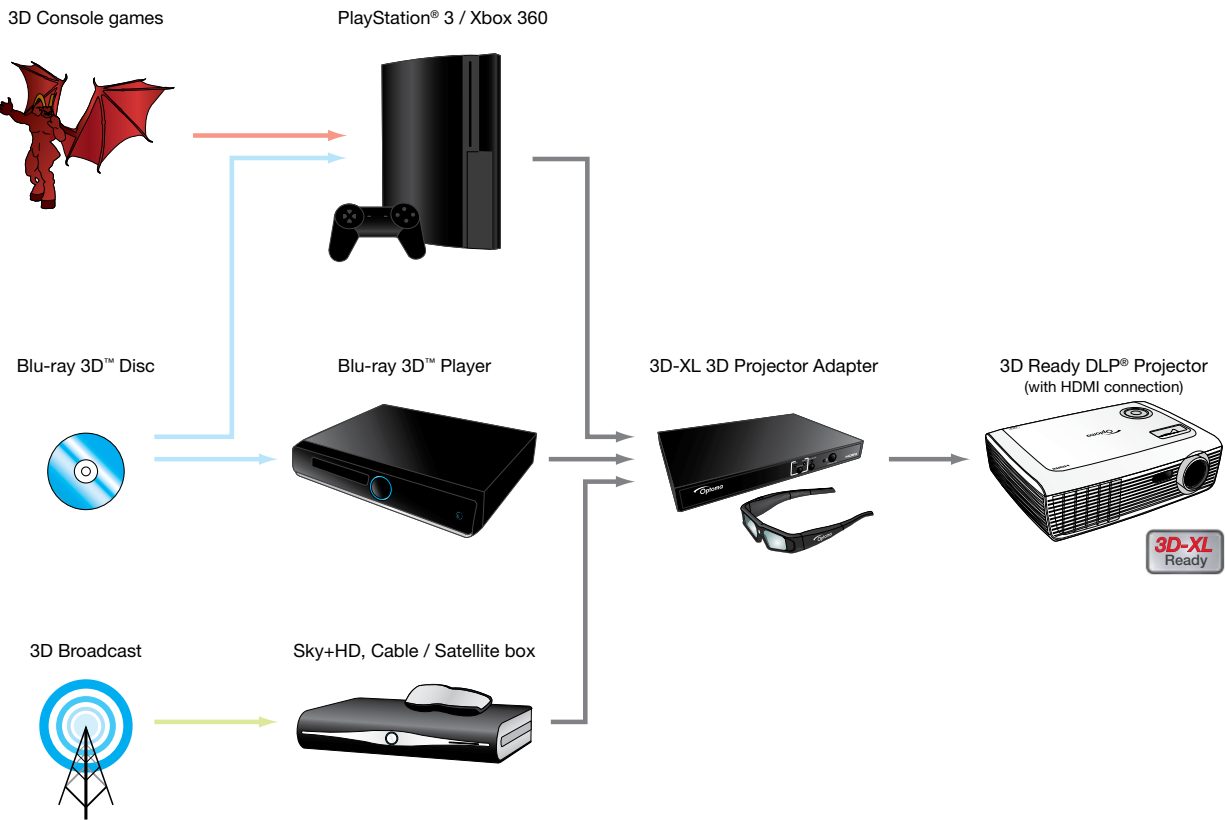 3D Console games
PlayStation® 3 / Xbox 360
Blu-ray 3D™ Disc
Blu-ray 3D™ Player
3D-XL 3D Projector Adapter
3D Ready DLP® Projector
(with HDMI connection)
Optoma
HDMI
Optoma
Optoma
3D-XL
Ready
3D Broadcast
Sky+HD, Cable / Satellite box